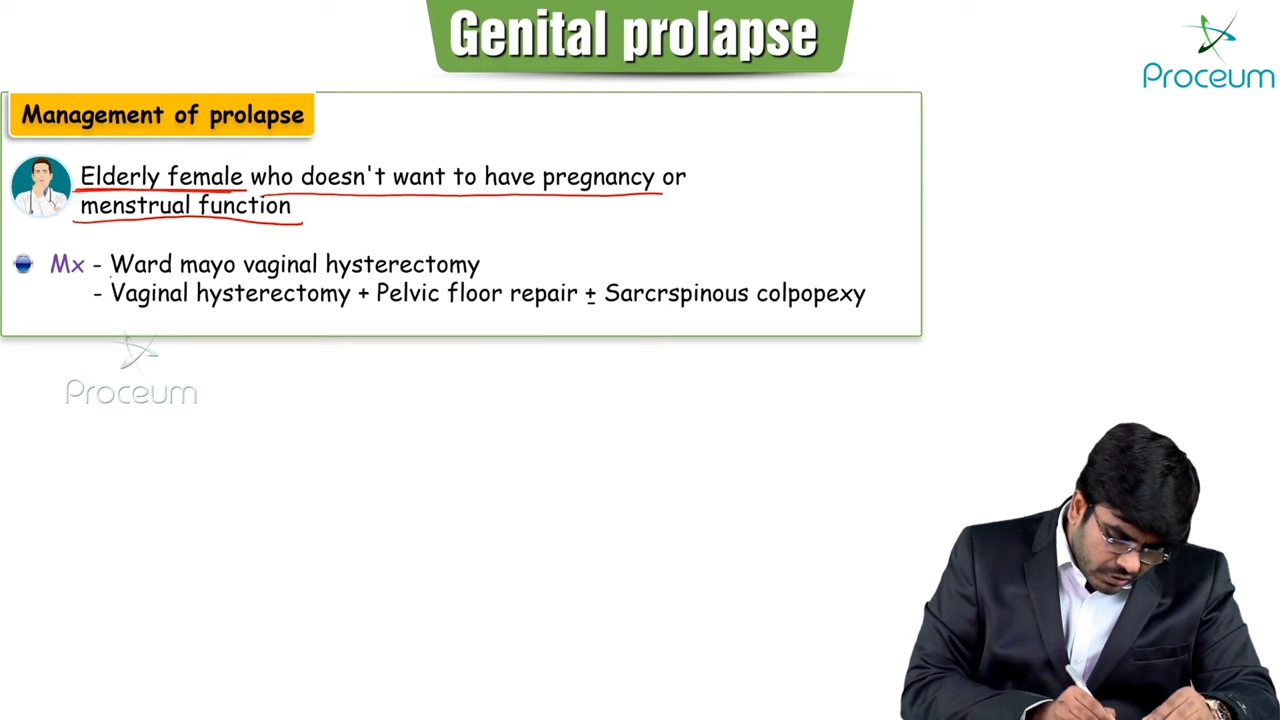 Genital prolapse
Proceum
Management of prolapse
Elderly female who doesn't want to have pregnancy or
menstrual function
Mx - Ward mayo vaginal hysterectomy
- Vaginal hysterectomy + Pelvic floor repair ± Sarcrspinous colpopexy
Proceum